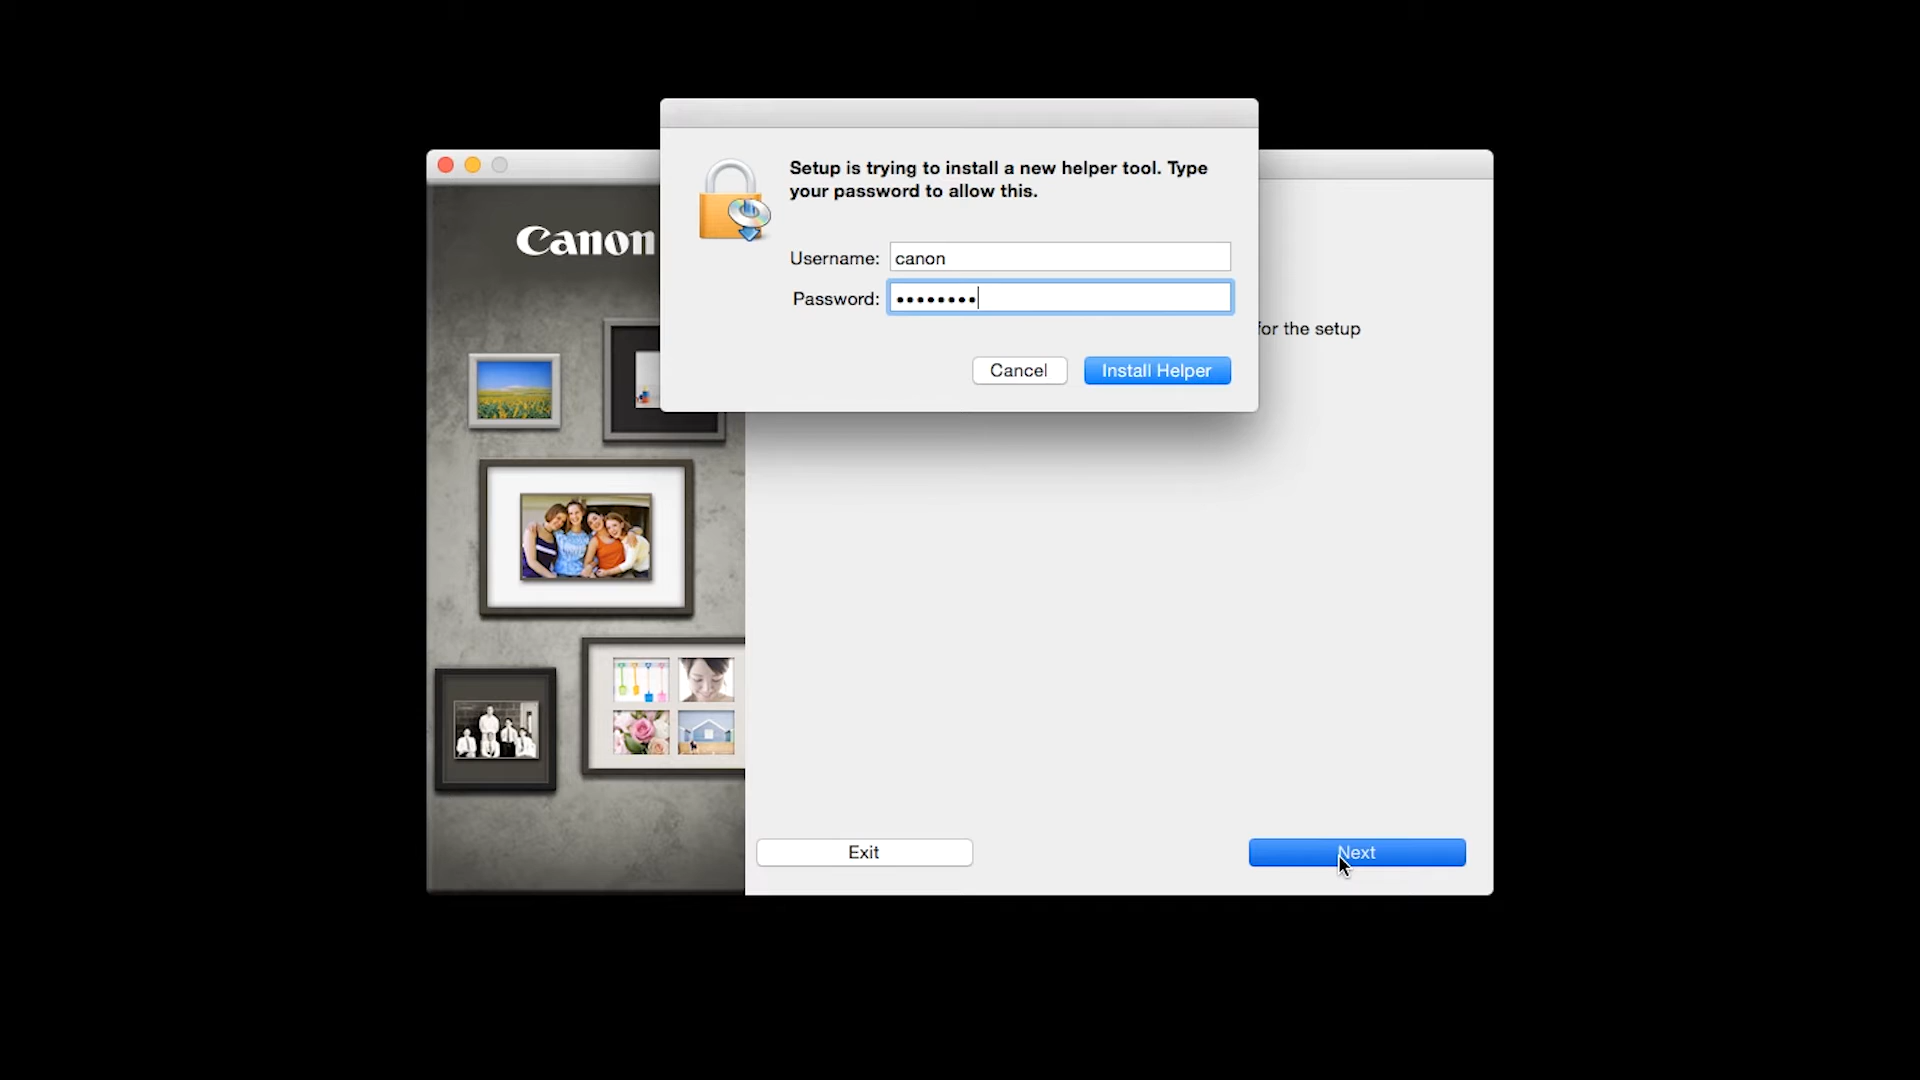 Setup is trying to install a new helper tool. Type
your password to allow this.
Canon
Username: canon
Password: ••••••••
for the setup
Cancel
Install Helper
Exit
Next